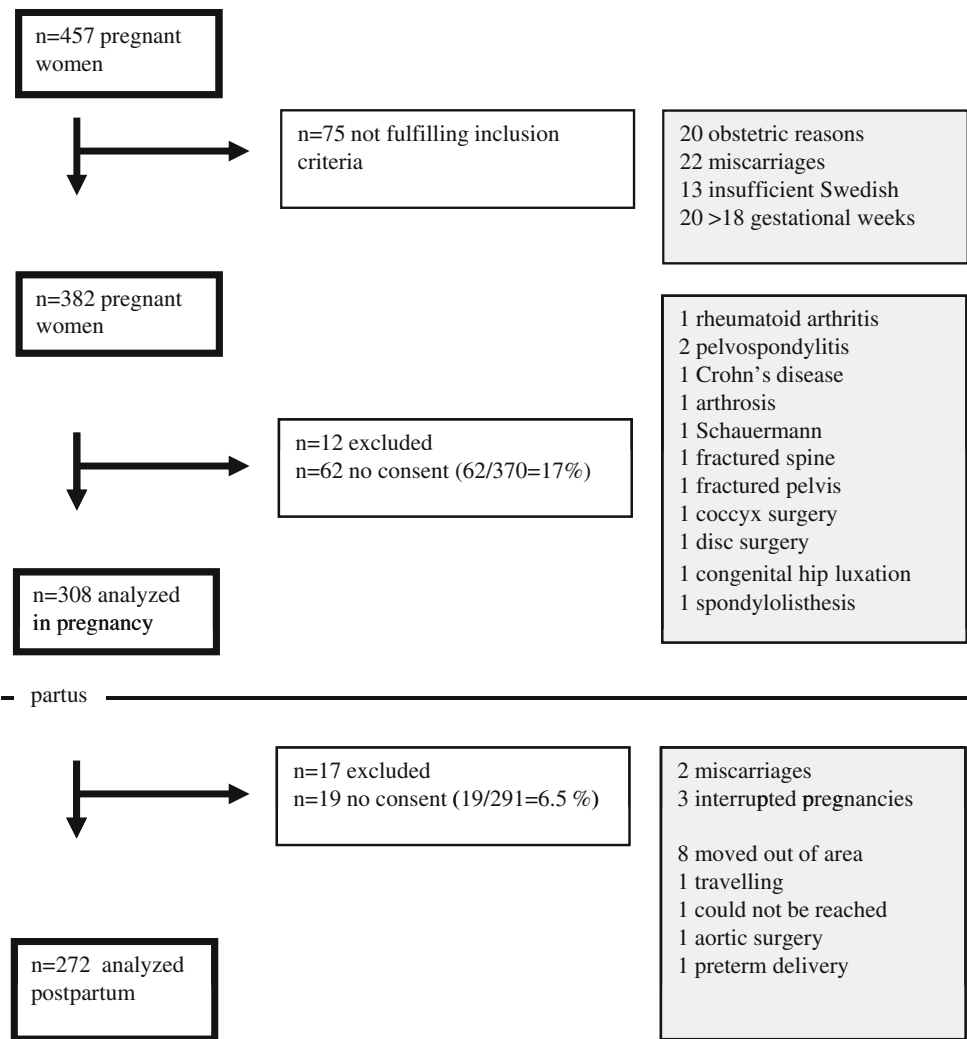 n=457 pregnant
women
n=75 not fulfilling inclusion
criteria
20 obstetric reasons
22 miscarriages
13 insufficient Swedish
20 >18 gestational weeks
n=382 pregnant
women
n=12 excluded
n=62 no consent (62/370=17%)
1 rheumatoid arthritis
2 pelvospondylitis
1 Crohn's disease
1 arthrosis
1 Schauermann
1 fractured spine
1 fractured pelvis
1 coccyx surgery
1 disc surgery
1 congenital hip luxation
1 spondylolisthesis
n=308 analyzed
in pregnancy
partus
n=17 excluded
n=19 no consent (19/291=6.5 %)
2 miscarriages
3 interrupted pregnancies
8 moved out of area
1 travelling
1 could not be reached
1 aortic surgery
1 preterm delivery
n=272 analyzed
postpartum